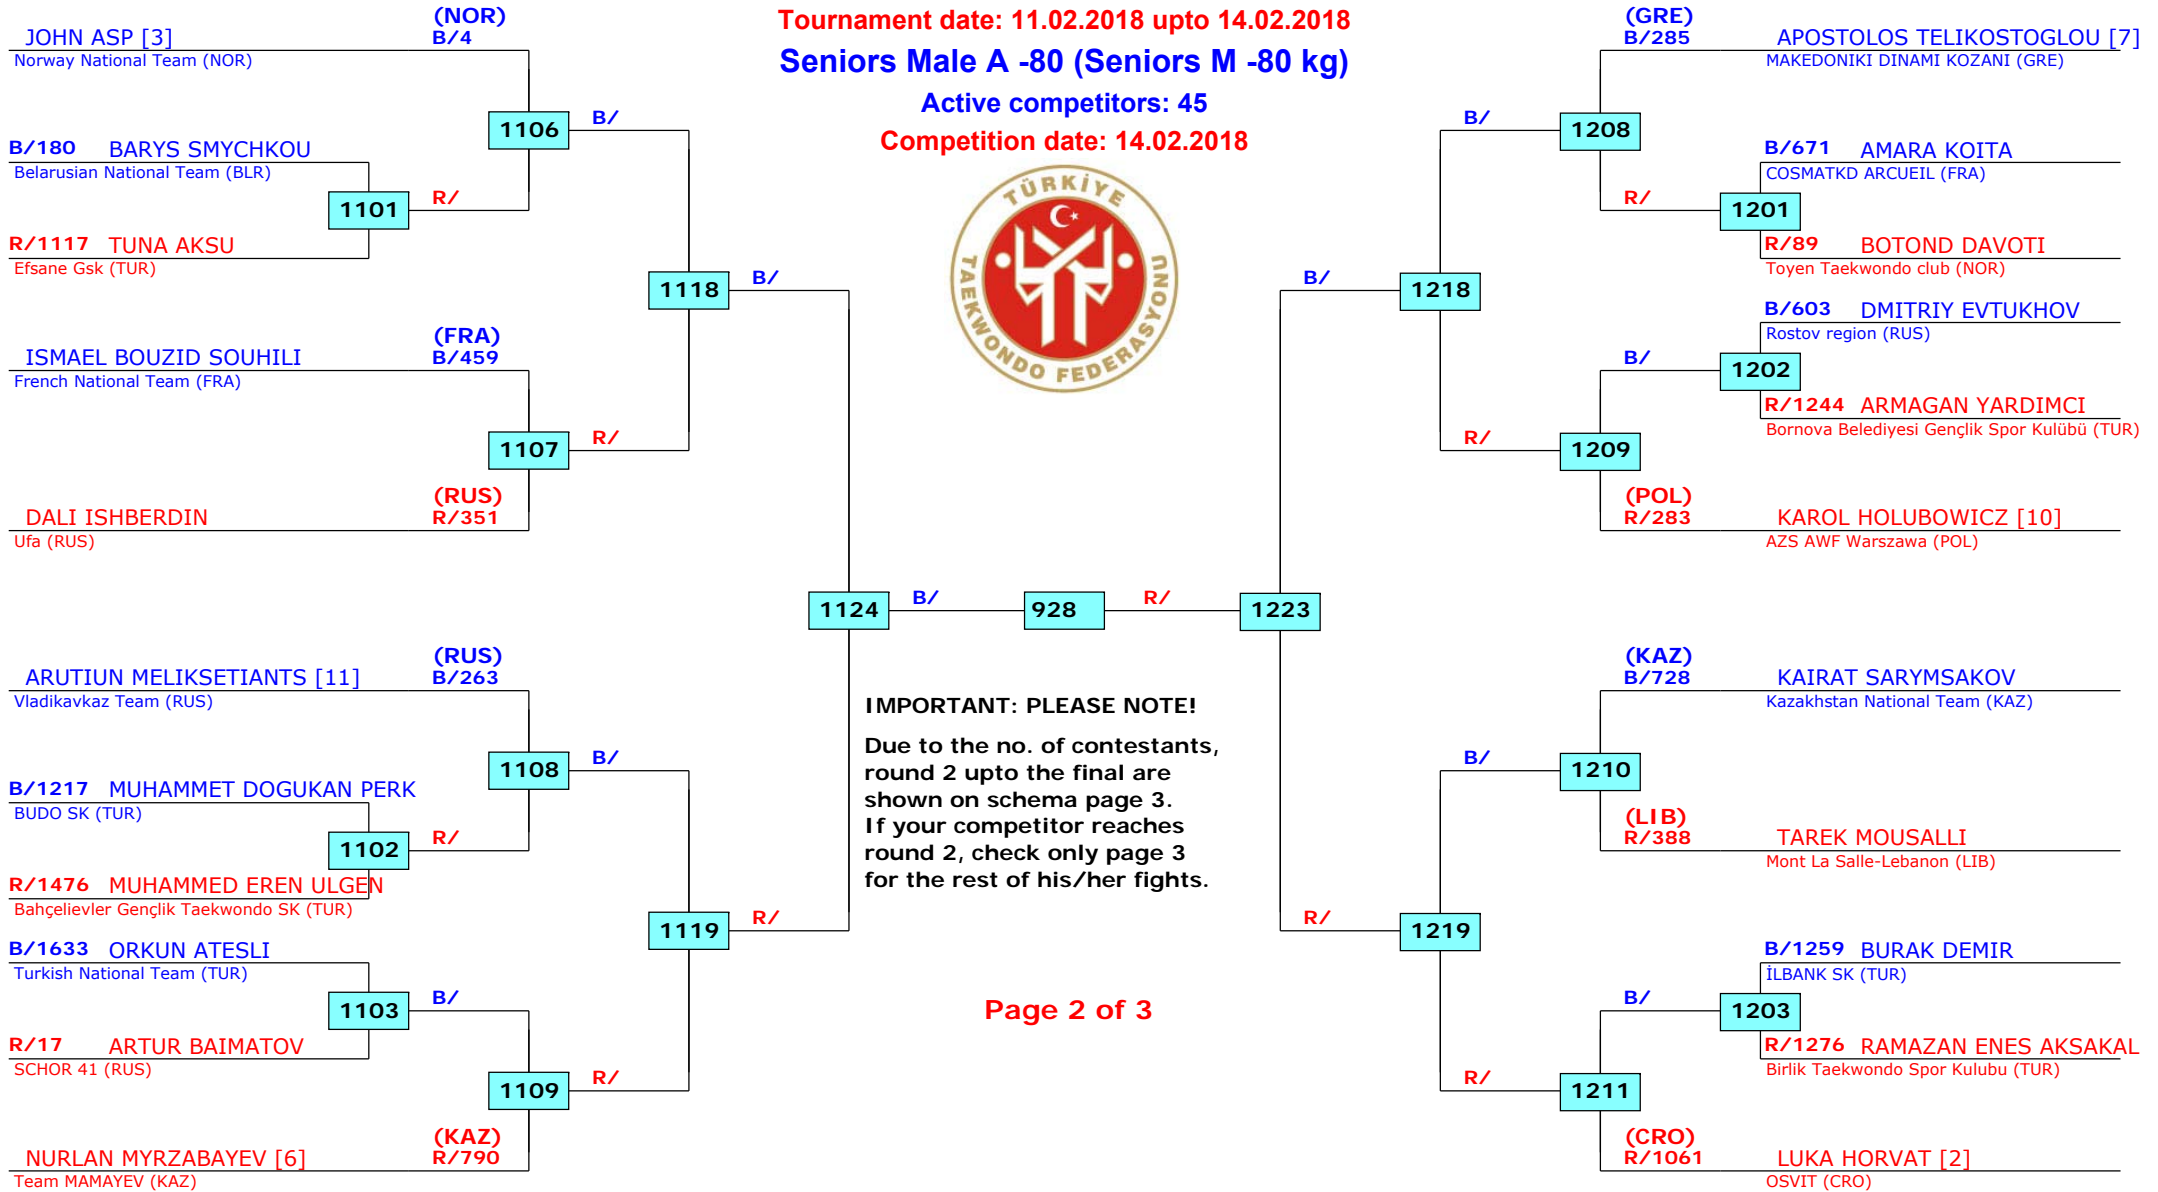 Tournament date: 11.02.2018 upto 14.02.2018
Seniors Male A -80 (Seniors M -80 kg)
Active competitors: 45
Competition date: 14.02.2018
TÜRKİYE
TAEKWONDO FEDERASYONU
(NOR)
JOHN ASP [3] B/4
Norway National Team (NOR)
1106 B/
B/180 BARYS SMYCHKOU
Belarusian National Team (BLR)
1101 R/
R/1117 TUNA AKSU
Efsane Gsk (TUR)
1118 B/
(FRA)
ISMAEL BOUZID SOUHILI B/459
French National Team (FRA)
1107 R/
(RUS)
DALI ISHBERDIN R/351
Ufa (RUS)
1124 B/
928
R/ 1223
(RUS)
ARUTIUN MELIKSETIANTS [11] B/263
Vladikavkaz Team (RUS)
1108 B/
B/1217 MUHAMMET DOGUKAN PERK
BUDO SK (TUR)
1102 R/
R/1476 MUHAMMED EREN ULGEN
Bahçelievler Gençlik Taekwondo SK (TUR)
1119 R/
B/1633 ORKUN ATESLI
Turkish National Team (TUR)
1103 B/
R/17 ARTUR BAIMATOV
SCHOR 41 (RUS)
1109 R/
(KAZ)
NURLAN MYRZABAYEV [6] R/790
Team MAMAYEV (KAZ)
IMPORTANT: PLEASE NOTE!
Due to the no. of contestants,
round 2 upto the final are
shown on schema page 3.
If your competitor reaches
round 2, check only page 3
for the rest of his/her fights.
Page 2 of 3
(GRE)
B/285 APOSTOLOS TELIKOSTOGLOU [7]
MAKEDONIKI DINAMI KOZANI (GRE)
B/ 1208
B/671 AMARA KOITA
COSMATKD ARCUEIL (FRA)
R/ 1201
R/89 BOTOND DAVOTI
Toyen Taekwondo club (NOR)
B/ 1218
B/603 DMITRIY EVTUKHOV
Rostov region (RUS)
B/ 1202
R/1244 ARMAGAN YARDIMCI
Bornova Belediyesi Gençlik Spor Kulübü (TUR)
R/ 1209
(POL)
R/283 KAROL HOLUBOWICZ [10]
AZS AWF Warszawa (POL)
(KAZ)
B/728 KAIRAT SARYMSAKOV
Kazakhstan National Team (KAZ)
B/ 1210
(LIB)
R/388 TAREK MOUSALLI
Mont La Salle-Lebanon (LIB)
R/ 1219
B/1259 BURAK DEMIR
İLBANK SK (TUR)
B/ 1203
R/1276 RAMAZAN ENES AKSAKAL
Birlik Taekwondo Spor Kulubu (TUR)
R/ 1211
(CRO)
R/1061 LUKA HORVAT [2]
OSVIT (CRO)